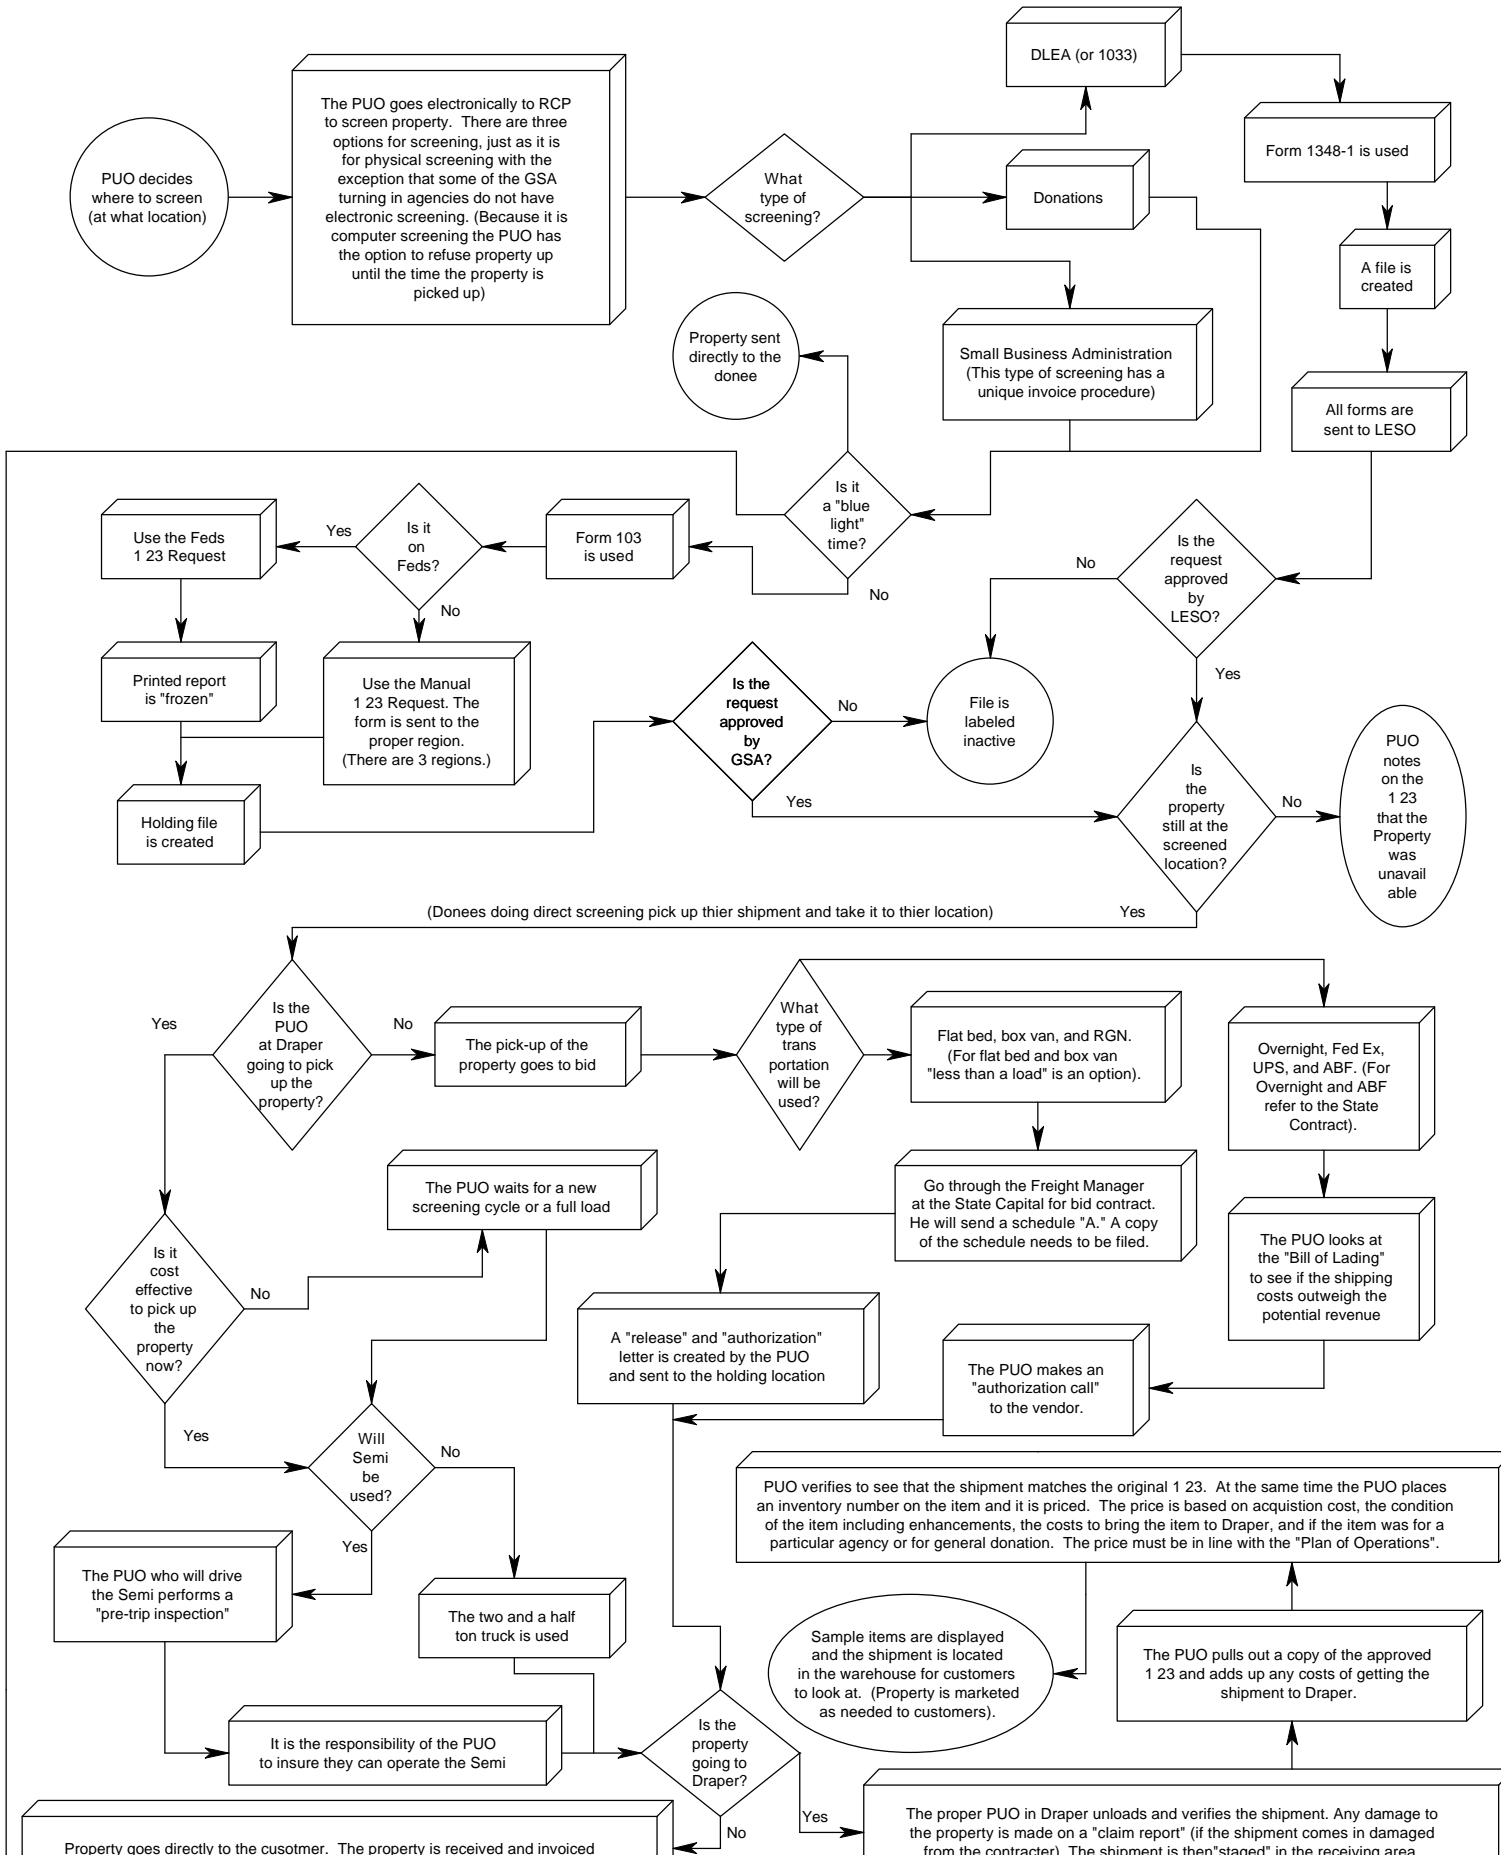 PUO decides
where to screen
(at what location)
The PUO goes electronically to RCP
to screen property. There are three
options for screening, just as it is
for physical screening with the
exception that some of the GSA
turning in agencies do not have
electronic screening. (Because it is
computer screening the PUO has
the option to refuse property up
until the time the property is
picked up)
What
type of
screening?
DLEA (or 1033)
Donations
Small Business Administration
(This type of screening has a
unique invoice procedure)
Form 1348-1 is used
A file is
created
All forms are
sent to LESO
Property sent
directly to the
donee
Is it
a "blue
light"
time?
No
Form 103
is used
Is it
on
Feds?
Yes
No
Use the Feds
1 23 Request
Printed report
is "frozen"
Use the Manual
1 23 Request. The
form is sent to the
proper region.
(There are 3 regions.)
Holding file
is created
Is the
request
approved
by
GSA?
No
Yes
File is
labeled
inactive
Is the
request
approved
by
LESO?
No
Yes
Is
the
property
still at the
screened
location?
No
Yes
PUO
notes
on the
1 23
that the
Property
was
unavail
able
(Donees doing direct screening pick up thier shipment and take it to thier location)
Is the
PUO
at Draper
going to pick
up the
property?
Yes
No
The pick-up of the
property goes to bid
What
type of
trans
portation
will be
used?
Flat bed, box van, and RGN.
(For flat bed and box van
"less than a load" is an option).
Overnight, Fed Ex,
UPS, and ABF. (For
Overnight and ABF
refer to the State
Contract).
Go through the Freight Manager
at the State Capital for bid contract.
He will send a schedule "A." A copy
of the schedule needs to be filed.
The PUO looks at
the "Bill of Lading"
to see if the shipping
costs outweigh the
potential revenue
The PUO waits for a new
screening cycle or a full load
Is it
cost
effective
to pick up
the
property
now?
No
Yes
A "release" and "authorization"
letter is created by the PUO
and sent to the holding location
The PUO makes an
"authorization call"
to the vendor.
Will
Semi
be
used?
No
Yes
The PUO who will drive
the Semi performs a
"pre-trip inspection"
The two and a half
ton truck is used
It is the responsibility of the PUO
to insure they can operate the Semi
Is the
property
going to
Draper?
No
Yes
PUO verifies to see that the shipment matches the original 1 23. At the same time the PUO places
an inventory number on the item and it is priced. The price is based on acquistion cost, the condition
of the item including enhancements, the costs to bring the item to Draper, and if the item was for a
particular agency or for general donation. The price must be in line with the "Plan of Operations".
Sample items are displayed
and the shipment is located
in the warehouse for customers
to look at. (Property is marketed
as needed to customers).
The PUO pulls out a copy of the approved
1 23 and adds up any costs of getting the
shipment to Draper.
The proper PUO in Draper unloads and verifies the shipment. Any damage to
the property is made on a "claim report" (if the shipment comes in damaged
from the contracter). The shipment is then"staged" in the receiving area
Property goes directly to the cusotmer. The property is received and invoiced